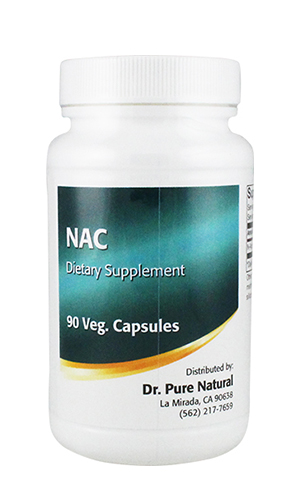 NAC
Dietary Supplement
90 Veg. Capsules
Distributed by:
Dr. Pure Natural
La Mirada, CA 90638
(562) 217-7659